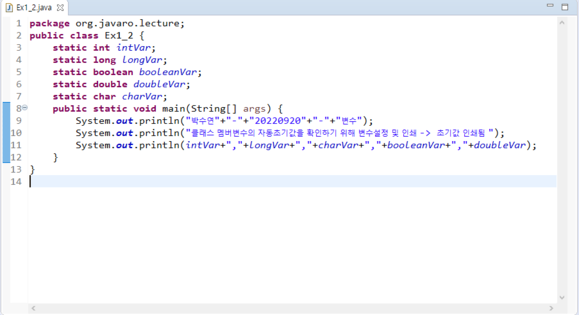 Ex1_2.java
1 package org.javaro.lecture;
2 public class Ex1_2 {
3 static int intVar;
4 static long longVar;
5 static boolean booleanVar;
6 static double doubleVar;
7 static char charVar;
8 public static void main(String[] args) {
9 System.out.println("박수연"+"-"+"20220920"+"-"+"변수");
10 System.out.println("클래스 멤버변수의 자동초기값을 확인하기 위해 변수설정 및 인쇄 -> 초기값 인쇄됨 ");
11 System.out.println(intVar+","+longVar+","+charVar+","+booleanVar+","+doubleVar);
12 }
13 }
14